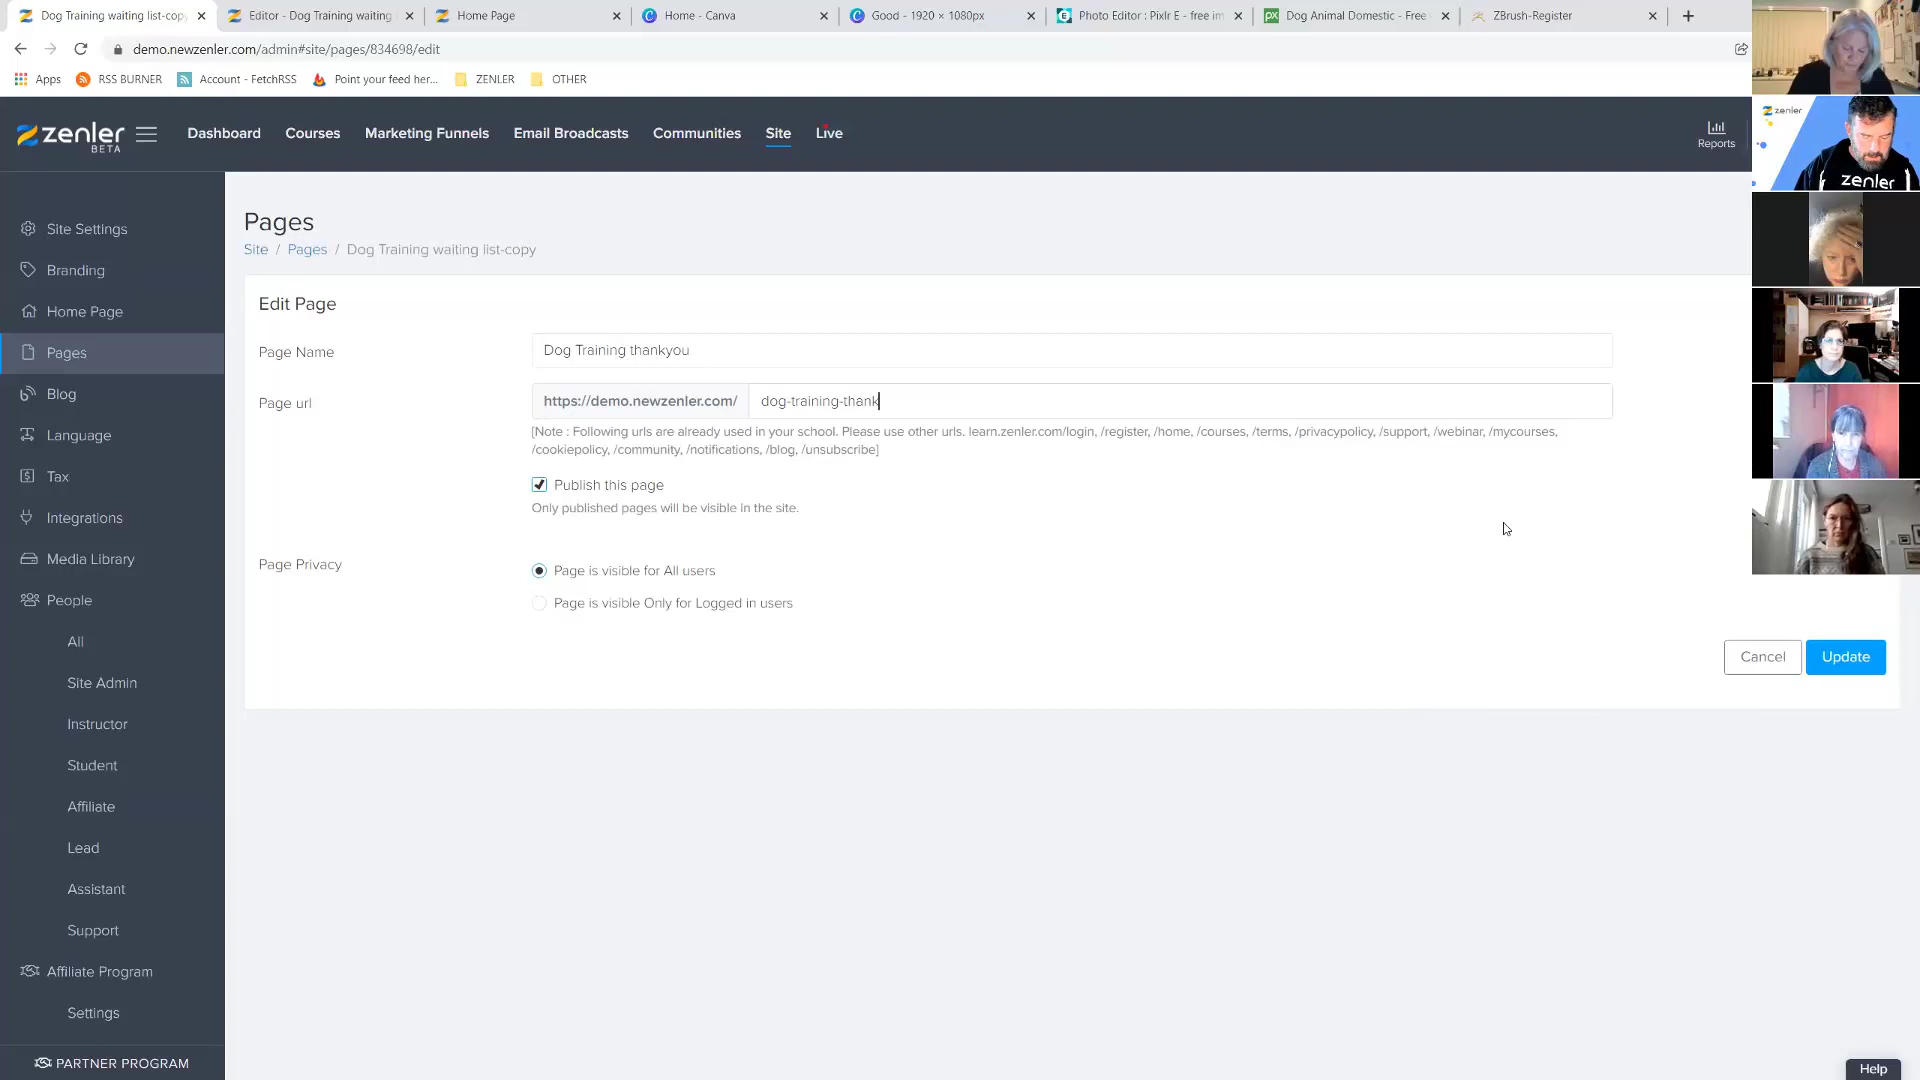 Dog Training waiting list-copy
Editor - Dog Training waiting
Home Page
Home - Canva
Good - 1920 × 1080px
Photo Editor : Pixlr E - free im
Dog Animal Domestic - Free
ZBrush-Register
demo.newzenler.com/admin#site/pages/834698/edit
Apps
RSS BURNER
Account - FetchRSS
Point your feed her...
ZENLER
OTHER
zenler
BETA
Dashboard
Courses
Marketing Funnels
Email Broadcasts
Communities
Site
Live
Reports
zenler
zenler
Site Settings
Branding
Home Page
Pages
Blog
Language
Tax
Integrations
Media Library
People
All
Site Admin
Instructor
Student
Affiliate
Lead
Assistant
Support
Affiliate Program
Settings
PARTNER PROGRAM
Pages
Site / Pages / Dog Training waiting list-copy
Edit Page
Page Name
Dog Training thankyou
Page url
https://demo.newzenler.com/
dog-training-thank
[Note : Following urls are already used in your school. Please use other urls. learn.zenler.com/login, /register, /home, /courses, /terms, /privacypolicy, /support, /webinar, /mycourses,
/cookiepolicy, /community, /notifications, /blog, /unsubscribe]
Publish this page
Only published pages will be visible in the site.
Page Privacy
Page is visible for All users
Page is visible Only for Logged in users
Cancel
Update
Help